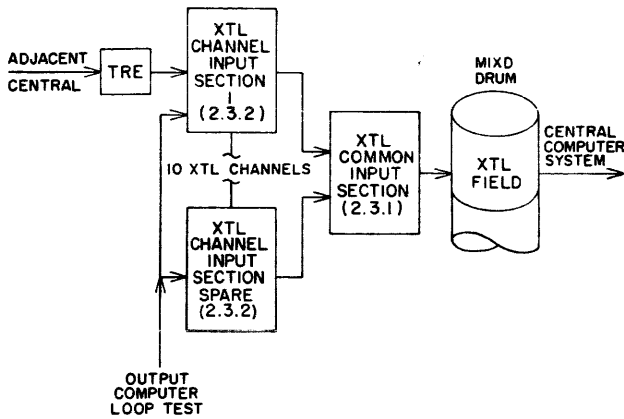 ADJACENT
CENTRAL
TRE
XTL
CHANNEL
INPUT
SECTION
1
(2.3.2)
10 XTL CHANNELS
XTL
CHANNEL
INPUT
SECTION
SPARE
(2.3.2)
OUTPUT
COMPUTER
LOOP TEST
XTL
COMMON
INPUT
SECTION
(2.3.1)
MIXD
DRUM
XTL
FIELD
CENTRAL
COMPUTER
SYSTEM